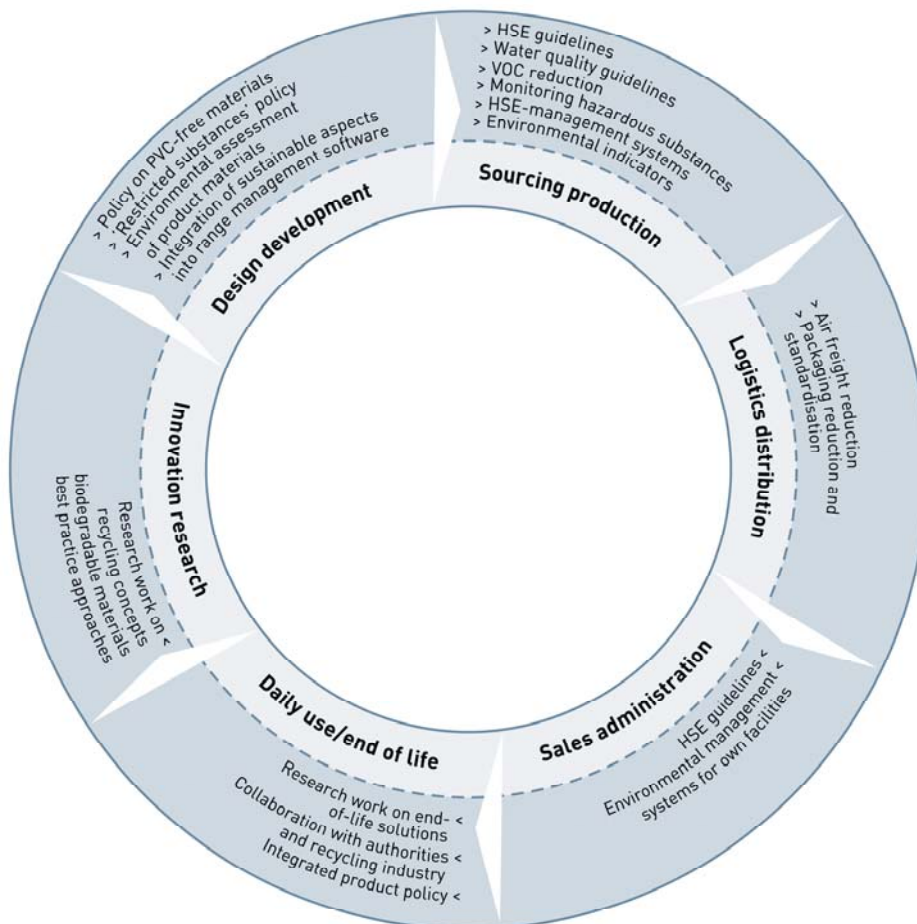 > HSE guidelines
> Water quality guidelines
> VOC reduction
> Monitoring hazardous substances
> HSE-management systems
> Environmental indicators
Sourcing production
> Air freight reduction
> Packaging reduction and
standardisation
Logistics distribution
Sales administration
HSE guidelines <
Environmental management <
systems for own facilities
Daily use/end of life
Research work on end- <
of-life solutions
Collaboration with authorities <
and recycling industry
Integrated product policy <
Innovation research
Research work on <
recycling concepts
biodegradable materials
best practice approaches
> Policy on PVC-free materials
> 'Restricted substances' policy
> Environmental assessment
of product materials
> Integration of sustainable aspects
into range management software
Design development